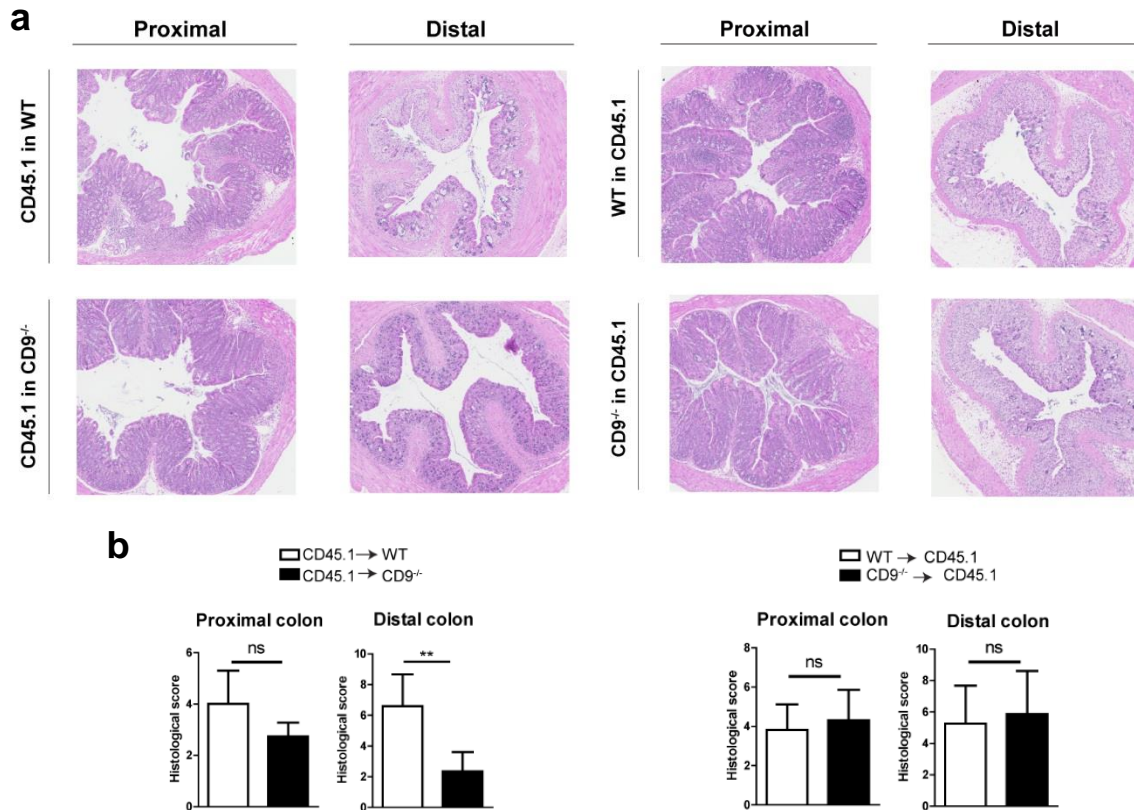 a
Proximal
Distal
Proximal
Distal
CD45.1 in WT
WT in CD45.1
CD45.1 in CD9-/-
CD9-/- in CD45.1
b
CD45.1 → WT
CD45.1 → CD9-/-
WT → CD45.1
CD9-/- → CD45.1
Proximal colon
Distal colon
Proximal colon
Distal colon
Histological score
6
4
2
0
ns
Histological score
10
8
6
4
2
0
**
Histological score
8
6
4
2
0
ns
Histological score
10
8
6
4
2
0
ns